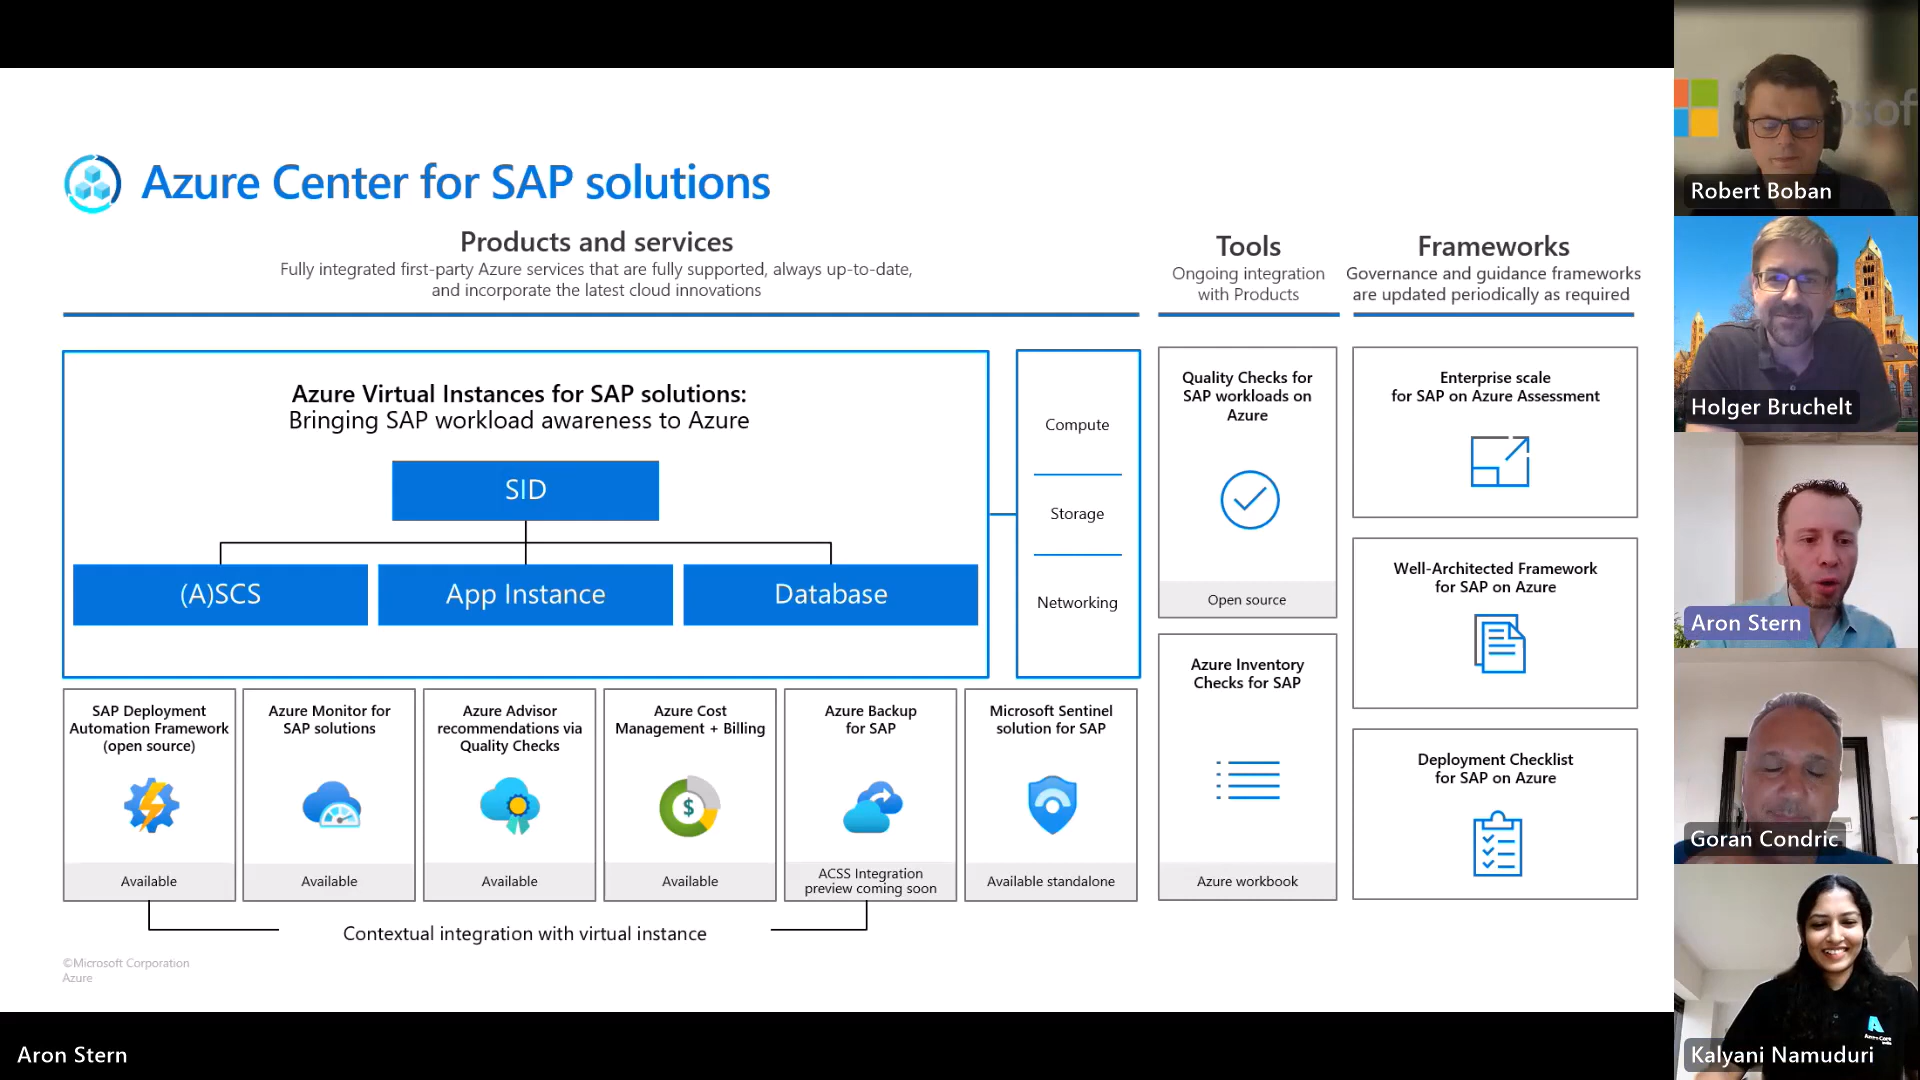 Azure Center for SAP solutions
Products and services
Fully integrated first-party Azure services that are fully supported, always up-to-date,
and incorporate the latest cloud innovations
Tools
Ongoing integration
with Products
Frameworks
Governance and guidance frameworks
are updated periodically as required
Azure Virtual Instances for SAP solutions:
Bringing SAP workload awareness to Azure
SID
(A)SCS
App Instance
Database
Compute
Storage
Networking
Quality Checks for
SAP workloads on
Azure
Open source
Azure Inventory
Checks for SAP
Azure workbook
Enterprise scale
for SAP on Azure Assessment
Well-Architected Framework
for SAP on Azure
Deployment Checklist
for SAP on Azure
SAP Deployment
Automation Framework
(open source)
Available
Azure Monitor for
SAP solutions
Available
Azure Advisor
recommendations via
Quality Checks
Available
Azure Cost
Management + Billing
$
Available
Azure Backup
for SAP
ACSS Integration
preview coming soon
Microsoft Sentinel
solution for SAP
Available standalone
Contextual integration with virtual instance
©Microsoft Corporation
Azure
Aron Stern
Robert Boban
Holger Bruchelt
Aron Stern
Goran Condric
Kalyani Namuduri